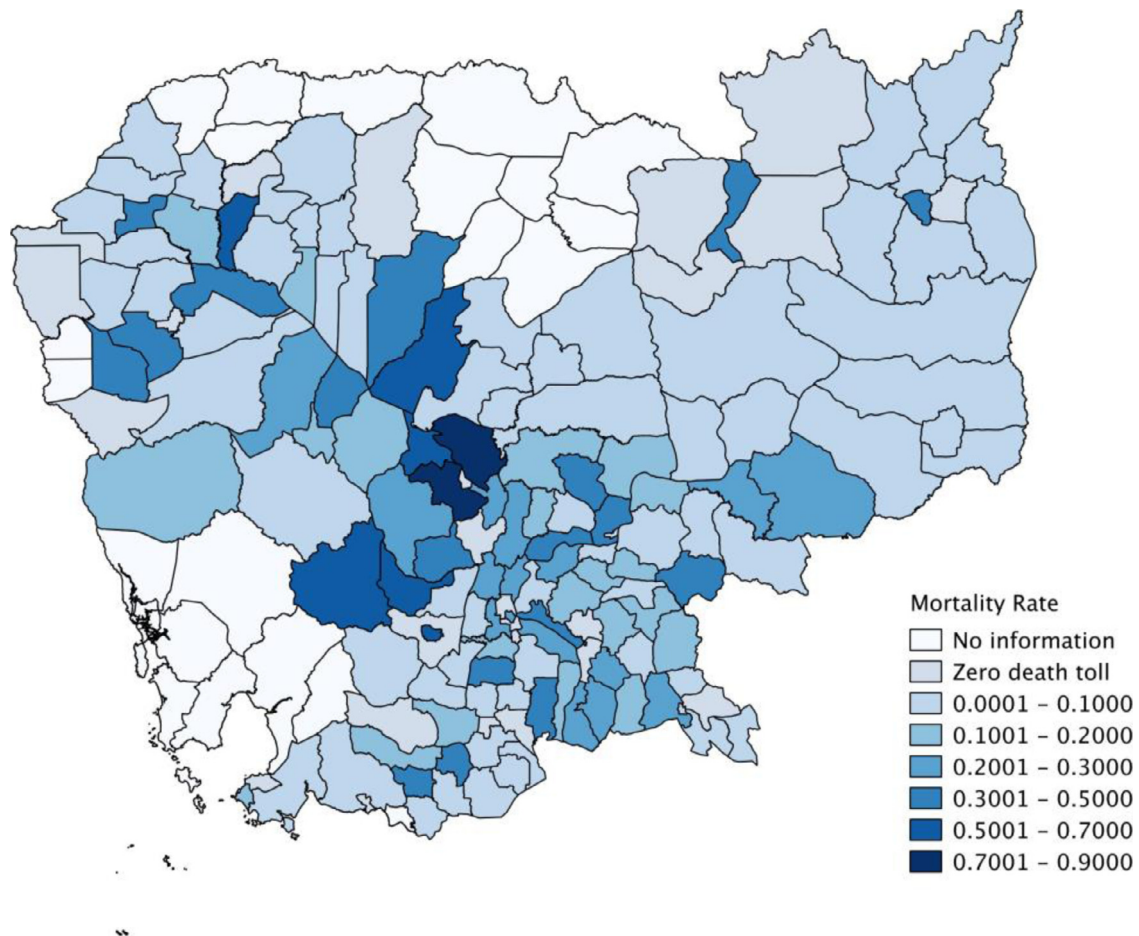 Mortality Rate
No information
Zero death toll
0.0001 – 0.1000
0.1001 – 0.2000
0.2001 – 0.3000
0.3001 – 0.5000
0.5001 – 0.7000
0.7001 – 0.9000